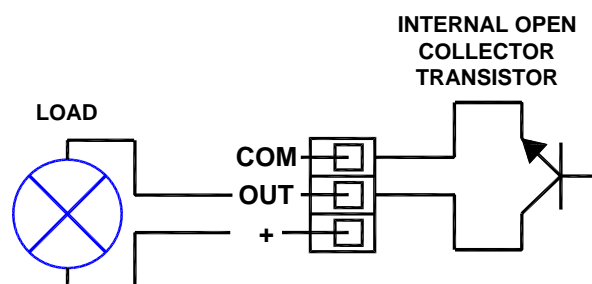 INTERNAL OPEN
COLLECTOR
TRANSISTOR
LOAD
COM
OUT
+